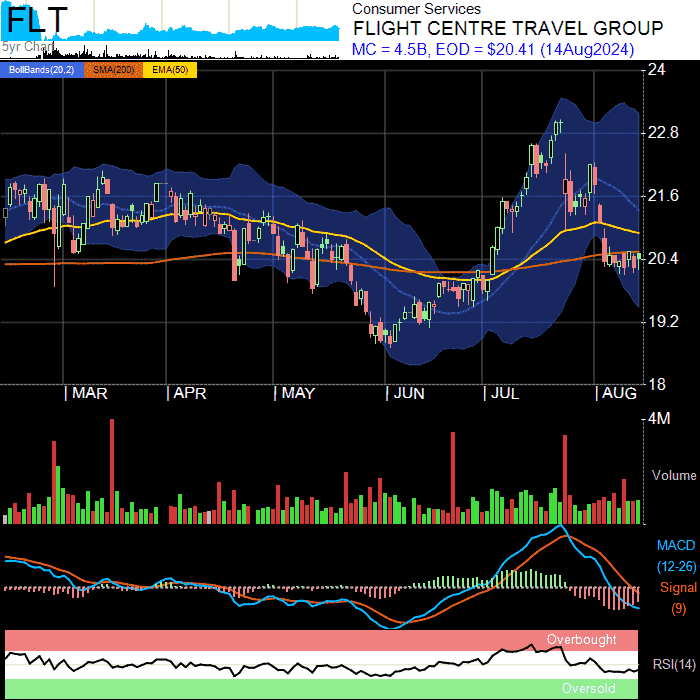 FLT
5yr Chart
Consumer Services
FLIGHT CENTRE TRAVEL GROUP
MC = 4.5B, EOD = $20.41 (14Aug2024)
BollBands(20,2) SMA(200) EMA(50)
24
22.8
21.6
20.4
19.2
18
| MAR | APR | MAY | JUN | JUL | AUG
4M
Volume
MACD
(12-26)
Signal
(9)
Overbought
RSI(14)
Oversold